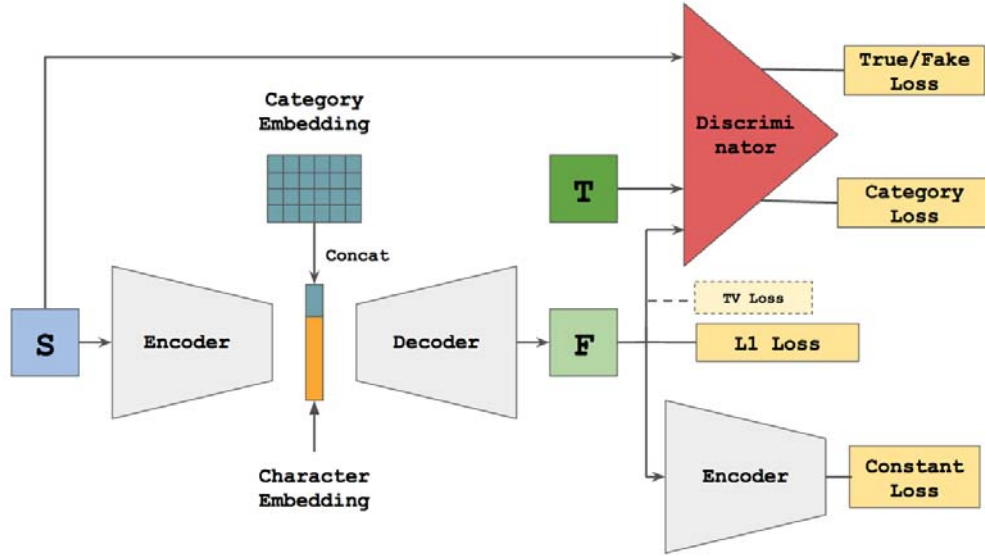 True/Fake
Loss
Category
Embedding
Discrimi
nator
T
Category
Loss
Concat
TV Loss
S
Encoder
Decoder
F
L1 Loss
Encoder
Constant
Loss
Character
Embedding